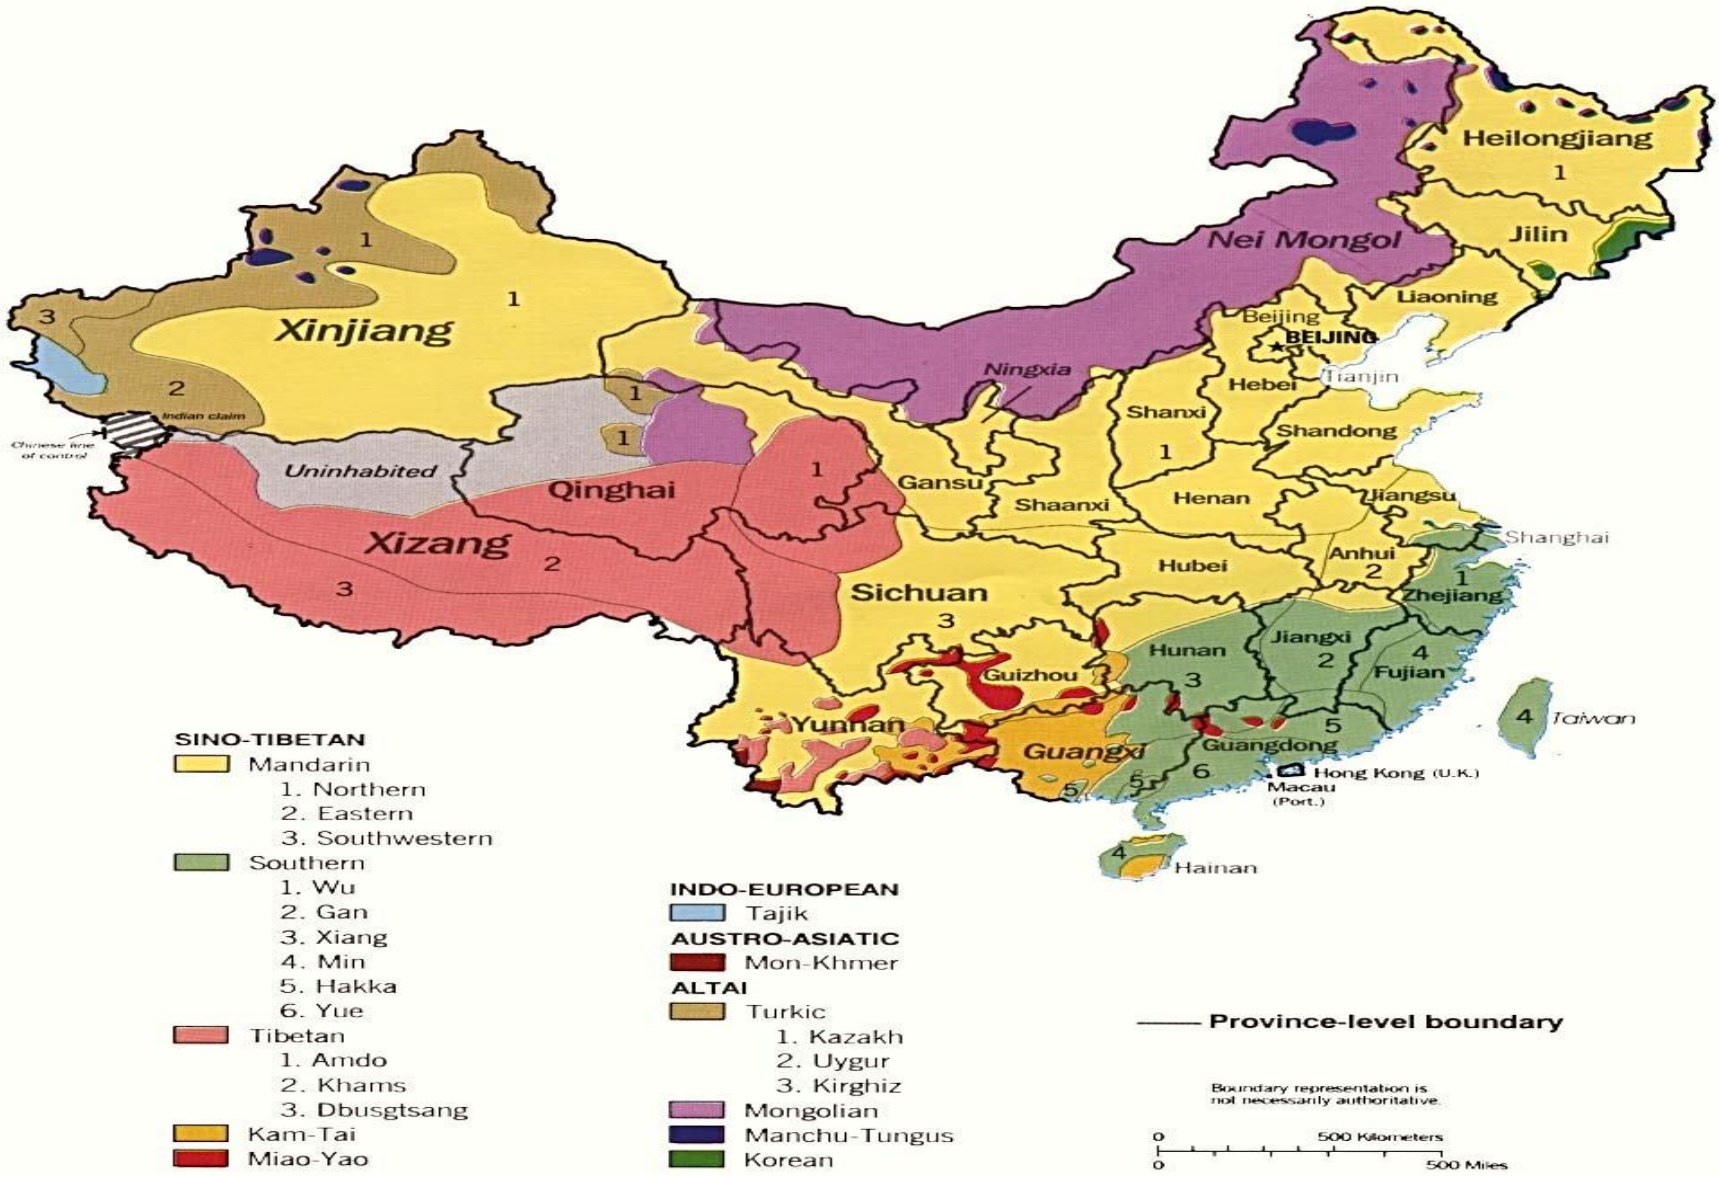 Heilongjiang
1
Jilin
Nei Mongol
Liaoning
Beijing
BEIJING
Tianjin
Hebei
Ningxia
Shanxi
1
Shandong
1
1
Xinjiang
3
2
Indian claim
Chinese line
of control
Uninhabited
1
1
1
Qinghai
Gansu
Shaanxi
Henan
Jiangsu
Shanghai
Xizang
2
3
Anhui
2
Hubei
Sichuan
3
1
Zhejiang
Jiangxi
2
Hunan
3
4
Fujian
Guizhou
Yunnan
Guangxi
5
5
5
Guangdong
6
4
Taiwan
Hong Kong (U.K.)
Macau
(Port.)
4
Hainan
SINO-TIBETAN
Mandarin
1. Northern
2. Eastern
3. Southwestern
Southern
1. Wu
2. Gan
3. Xiang
4. Min
5. Hakka
6. Yue
Tibetan
1. Amdo
2. Khams
3. Dbusgtsang
Kam-Tai
Miao-Yao
INDO-EUROPEAN
Tajik
AUSTRO-ASIATIC
Mon-Khmer
ALTAI
Turkic
1. Kazakh
2. Uygur
3. Kirghiz
Mongolian
Manchu-Tungus
Korean
Province-level boundary
Boundary representation is
not necessarily authoritative.
0 500 Kilometers
0 500 Miles